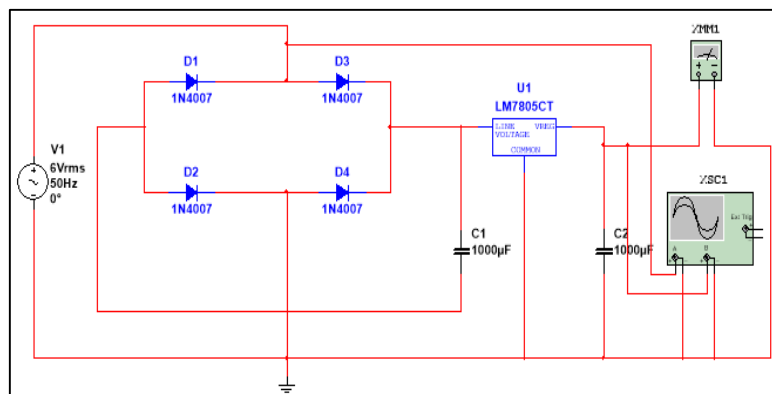 XMM1
D1
D3
1N4007
1N4007
U1
LM7805CT
LINE VREG
VOLTAGE
COMMON
V1
6Vrms
50Hz
0°
D2
D4
1N4007
1N4007
XSC1
Ext Trig
A
B
C1
1000µF
C2
1000µF